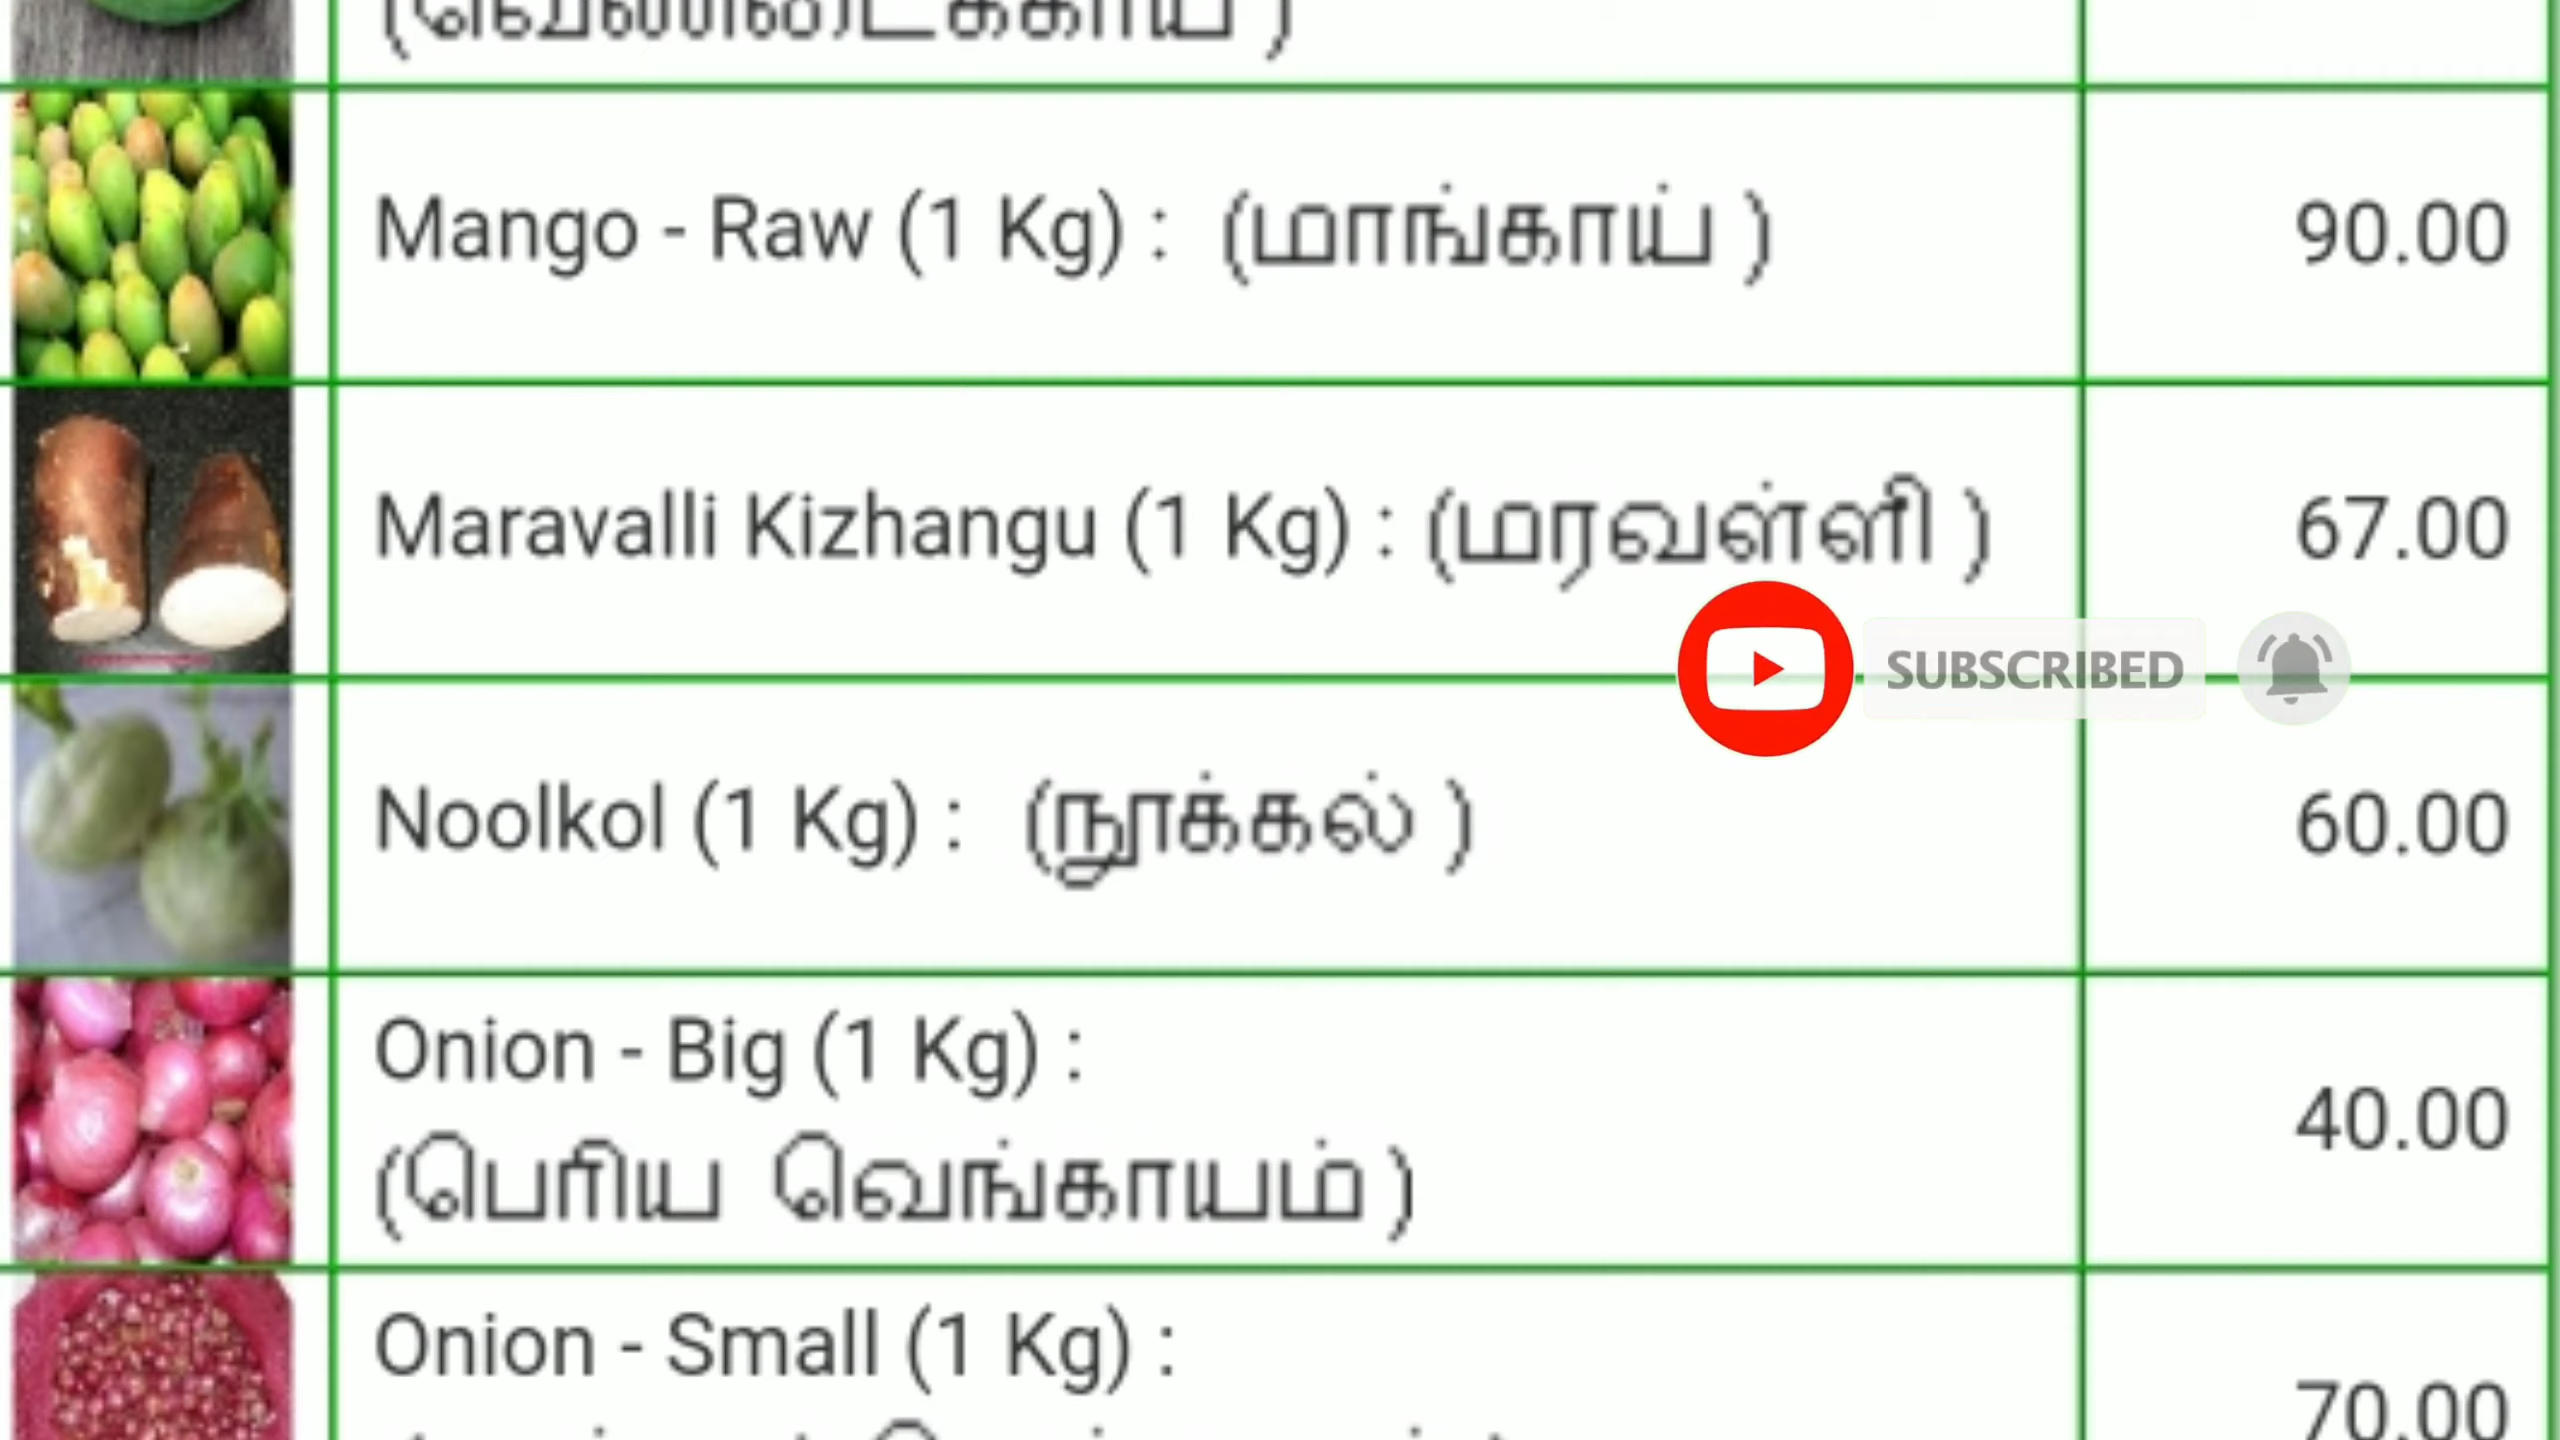 (வெண்டைக்காய் )
Mango - Raw (1 Kg) : (மாங்காய் ) 90.00
Maravalli Kizhangu (1 Kg) : (மரவள்ளி ) 67.00
SUBSCRIBED
Noolkol (1 Kg) : (நூக்கல் ) 60.00
Onion - Big (1 Kg) :
(பெரிய வெங்காயம் ) 40.00
Onion - Small (1 Kg) :
70.00